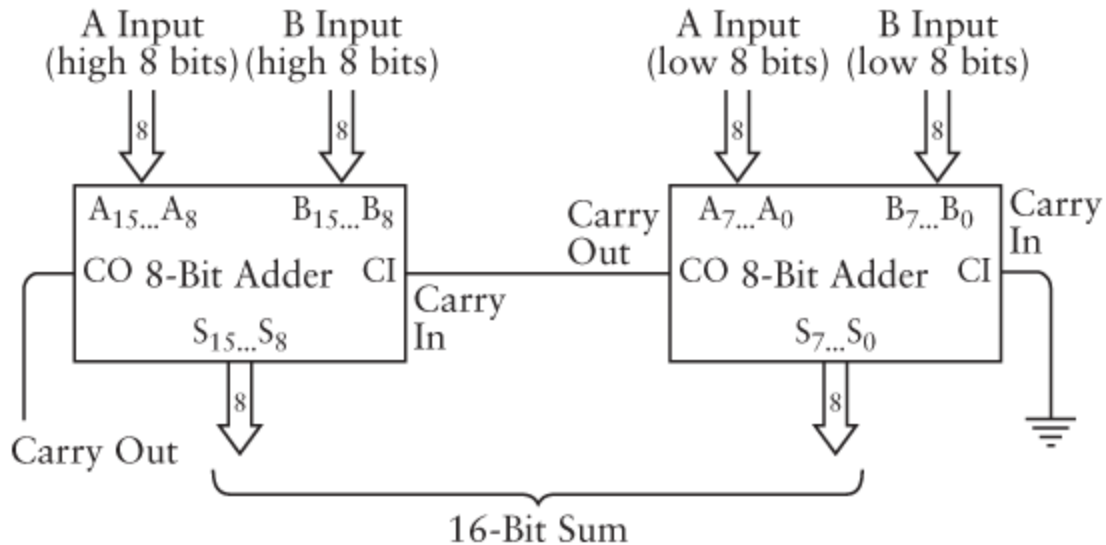 A Input
(high 8 bits)
B Input
(high 8 bits)
A Input
(low 8 bits)
B Input
(low 8 bits)
8
8
8
8
A15...A8
B15...B8
CO 8-Bit Adder CI
S15...S8
Carry
In
Carry
Out
A7...A0
B7...B0
CO 8-Bit Adder CI
S7...S0
Carry
In
8
8
Carry Out
16-Bit Sum